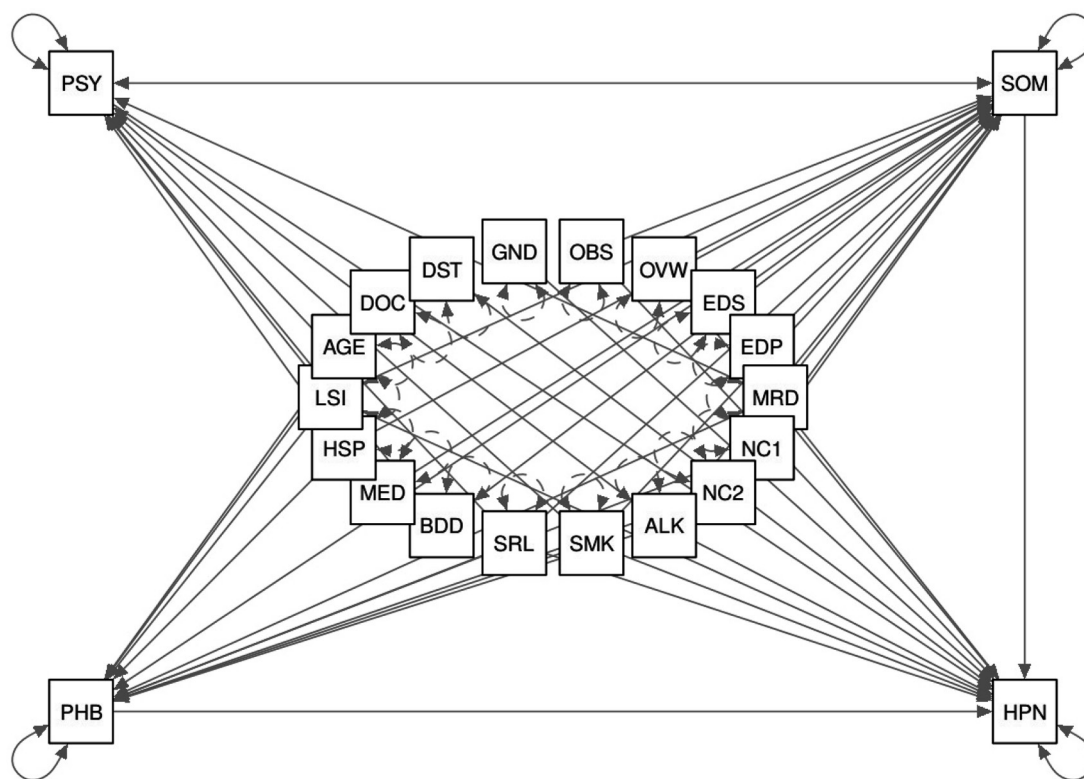 PSY
SOM
GND
OBS
DST
OVW
DOC
EDS
AGE
EDP
LSI
MRD
HSP
NC1
MED
NC2
BDD
ALK
SRL
SMK
PHB
HPN